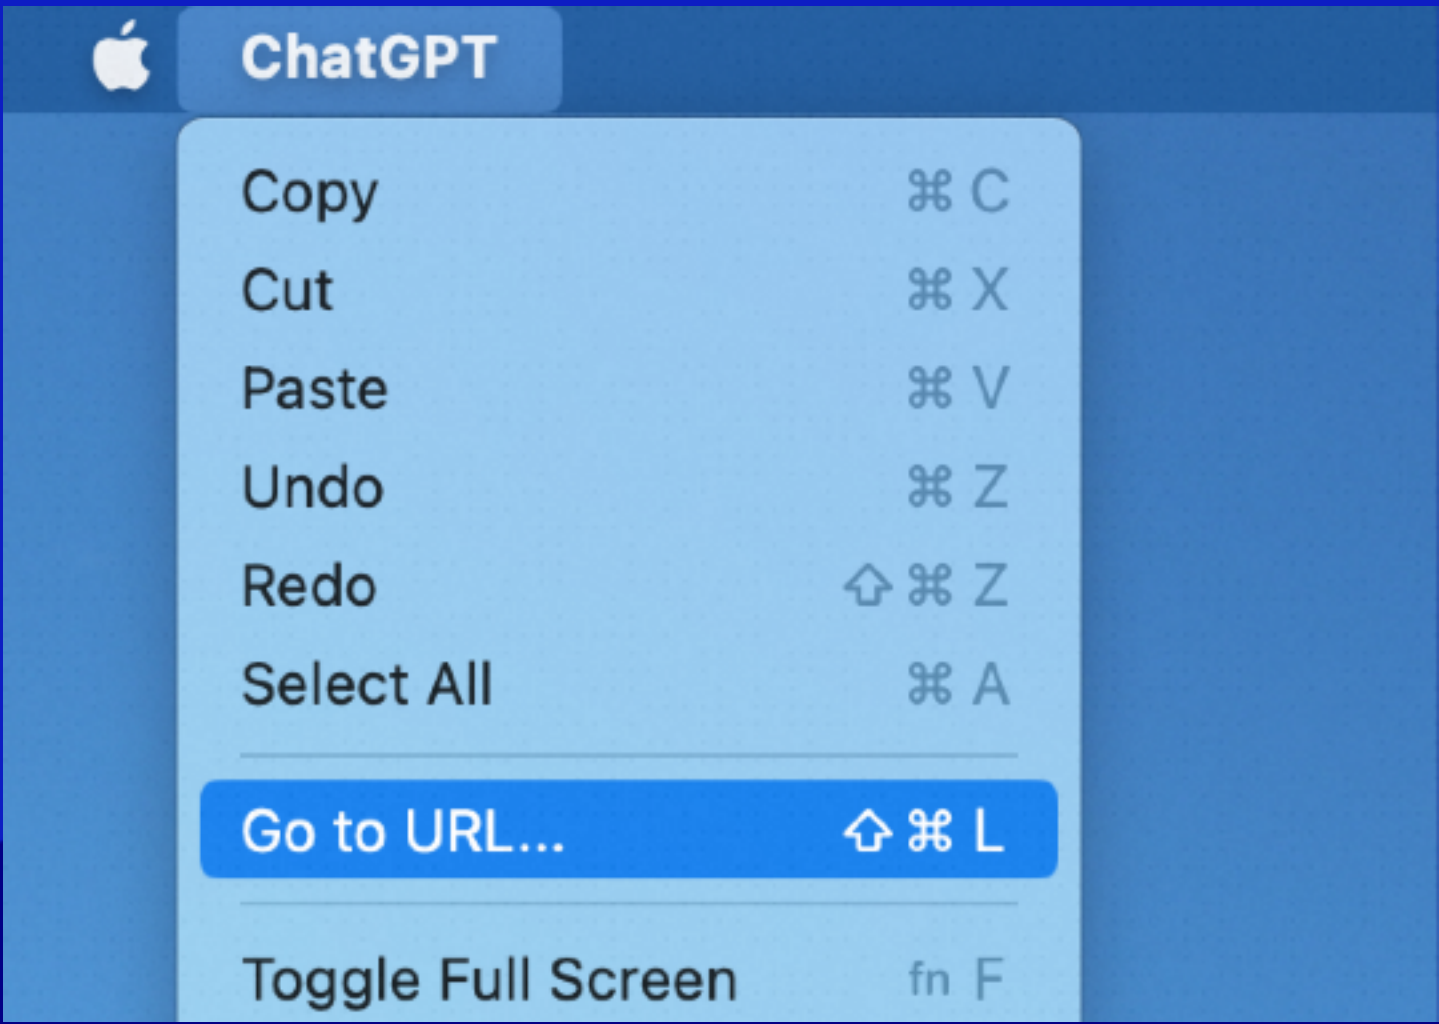 ChatGPT
Copy ⌘ C
Cut ⌘ X
Paste ⌘ V
Undo ⌘ Z
Redo ⇧ ⌘ Z
Select All ⌘ A
Go to URL... ⇧ ⌘ L
Toggle Full Screen fn F